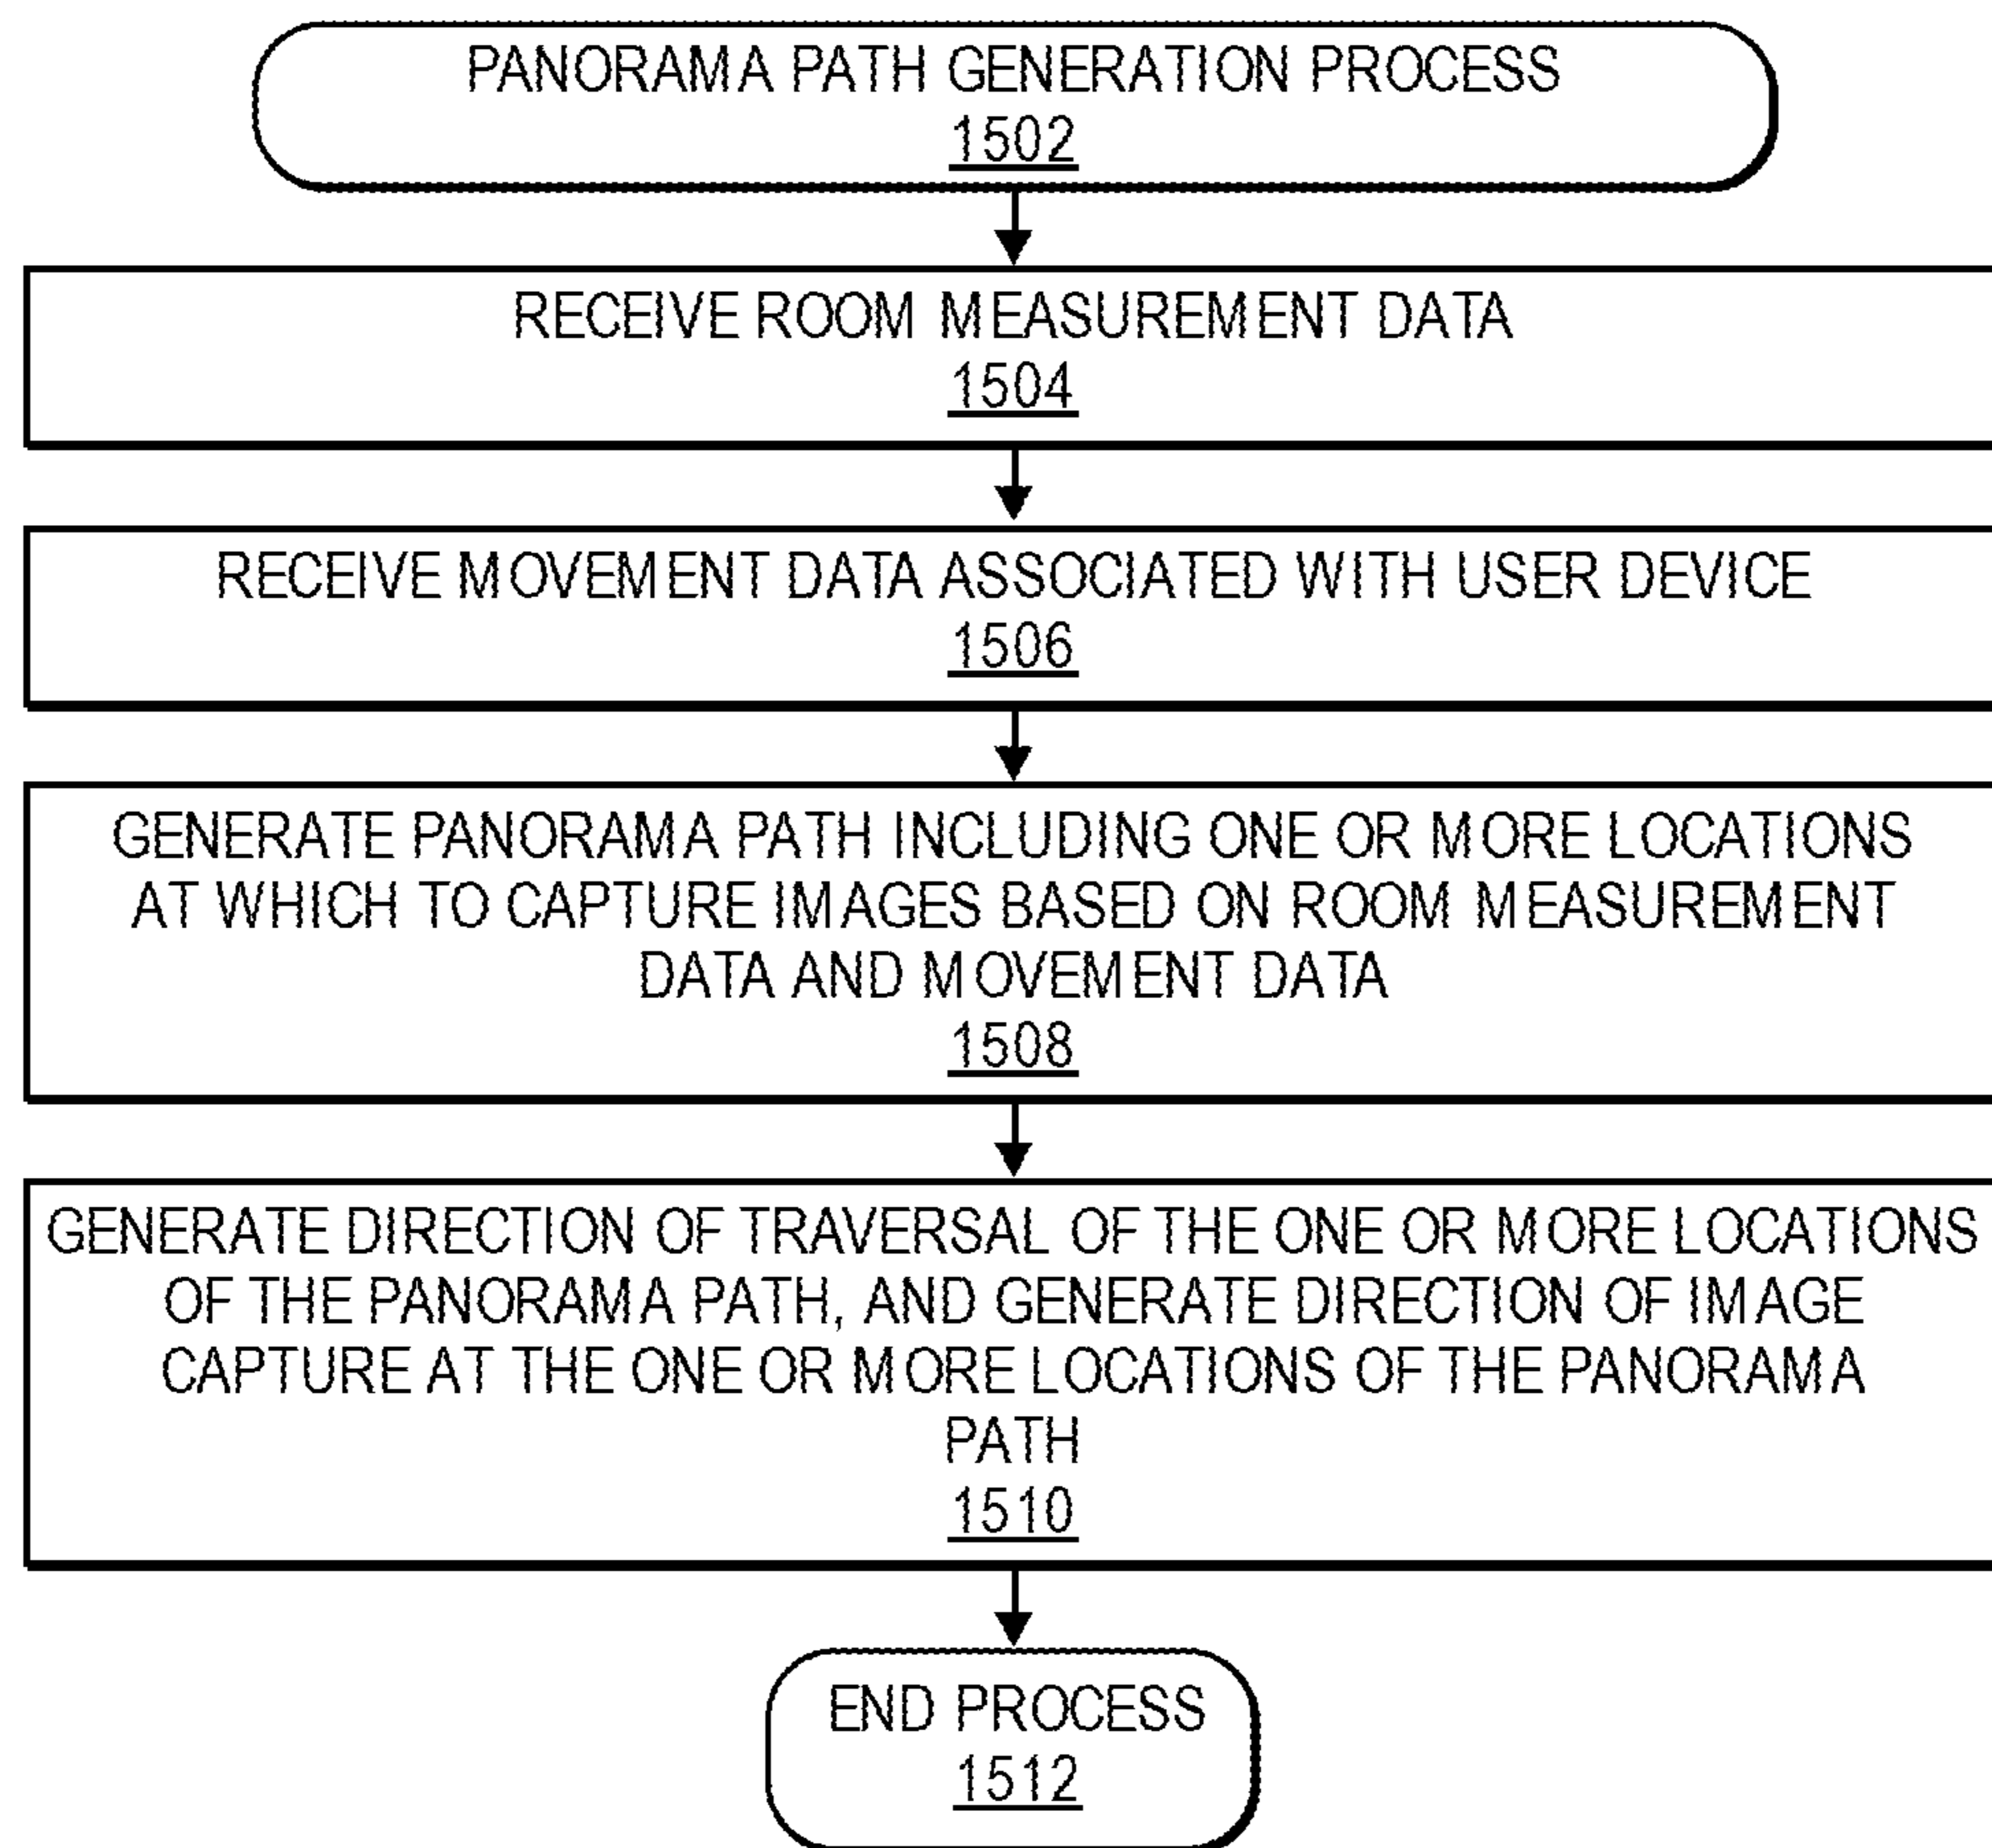 PANORAMA PATH GENERATION PROCESS
1502
RECEIVE ROOM MEASUREMENT DATA
1504
RECEIVE MOVEMENT DATA ASSOCIATED WITH USER DEVICE
1506
GENERATE PANORAMA PATH INCLUDING ONE OR MORE LOCATIONS
AT WHICH TO CAPTURE IMAGES BASED ON ROOM MEASUREMENT
DATA AND MOVEMENT DATA
1508
GENERATE DIRECTION OF TRAVERSAL OF THE ONE OR MORE LOCATIONS
OF THE PANORAMA PATH, AND GENERATE DIRECTION OF IMAGE
CAPTURE AT THE ONE OR MORE LOCATIONS OF THE PANORAMA
PATH
1510
END PROCESS
1512